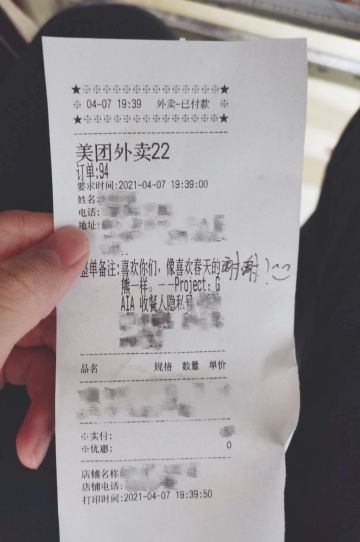 ★※※※※※※※※※※※※※※※★
※ 04-07 19:39 外卖-已付款 ※
★※※※※※※※※※※※※※※※★
美团外卖22
订单:94
要求时间:2021-04-07 19:39:00
姓名:
电话:
地址:
整单备注:喜欢你们，像喜欢春天的 谢谢!
熊一样。--Project：G
AIA 收餐人隐私号
品名 规格 数量 单价
※实付:
※优惠: 0
店铺名称:
店铺电话:
打印时间:2021-04-07 19:39:50